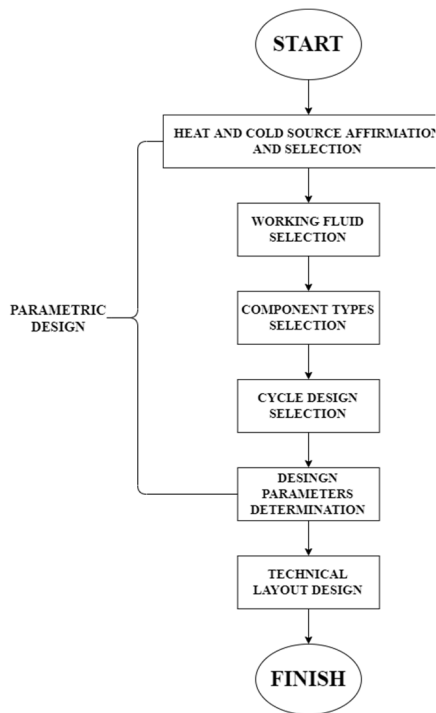 START
HEAT AND COLD SOURCE AFFIRMATION
AND SELECTION
WORKING FLUID
SELECTION
COMPONENT TYPES
SELECTION
PARAMETRIC
DESIGN
CYCLE DESIGN
SELECTION
DESINGN
PARAMETERS
DETERMINATION
TECHNICAL
LAYOUT DESIGN
FINISH